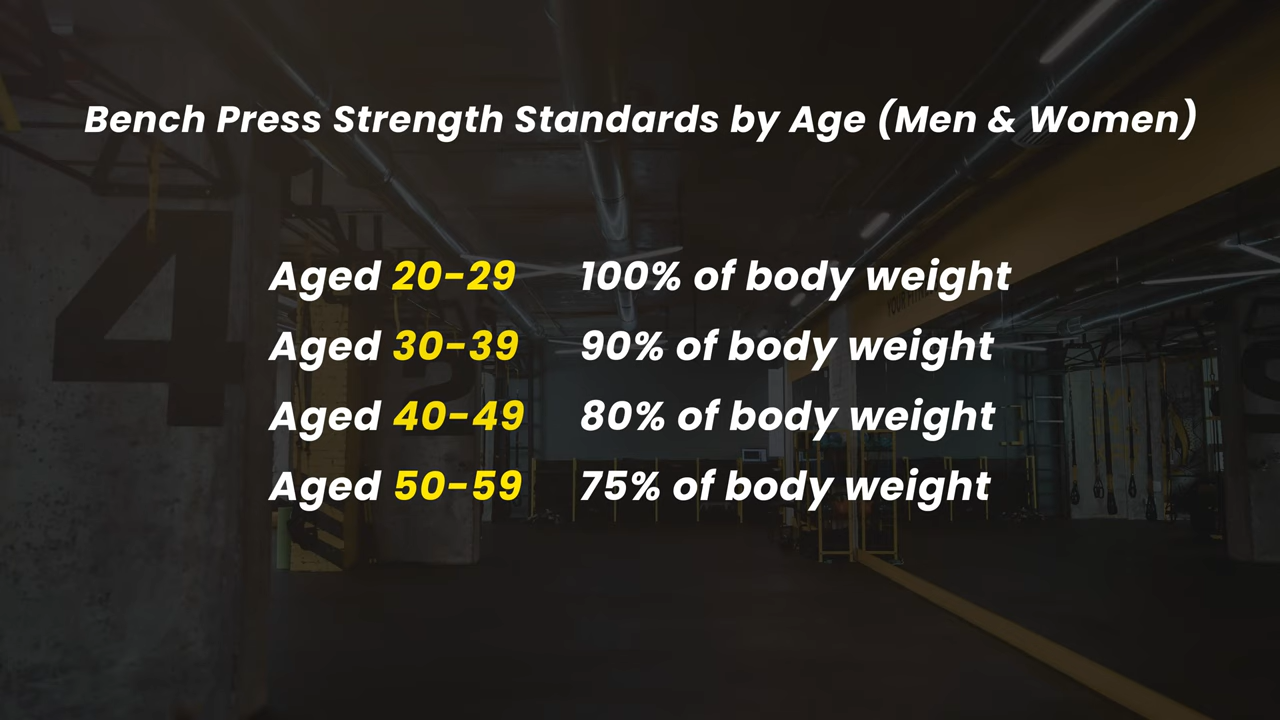 Bench Press Strength Standards by Age (Men & Women)
Aged 20-29 100% of body weight
Aged 30-39 90% of body weight
Aged 40-49 80% of body weight
Aged 50-59 75% of body weight
4